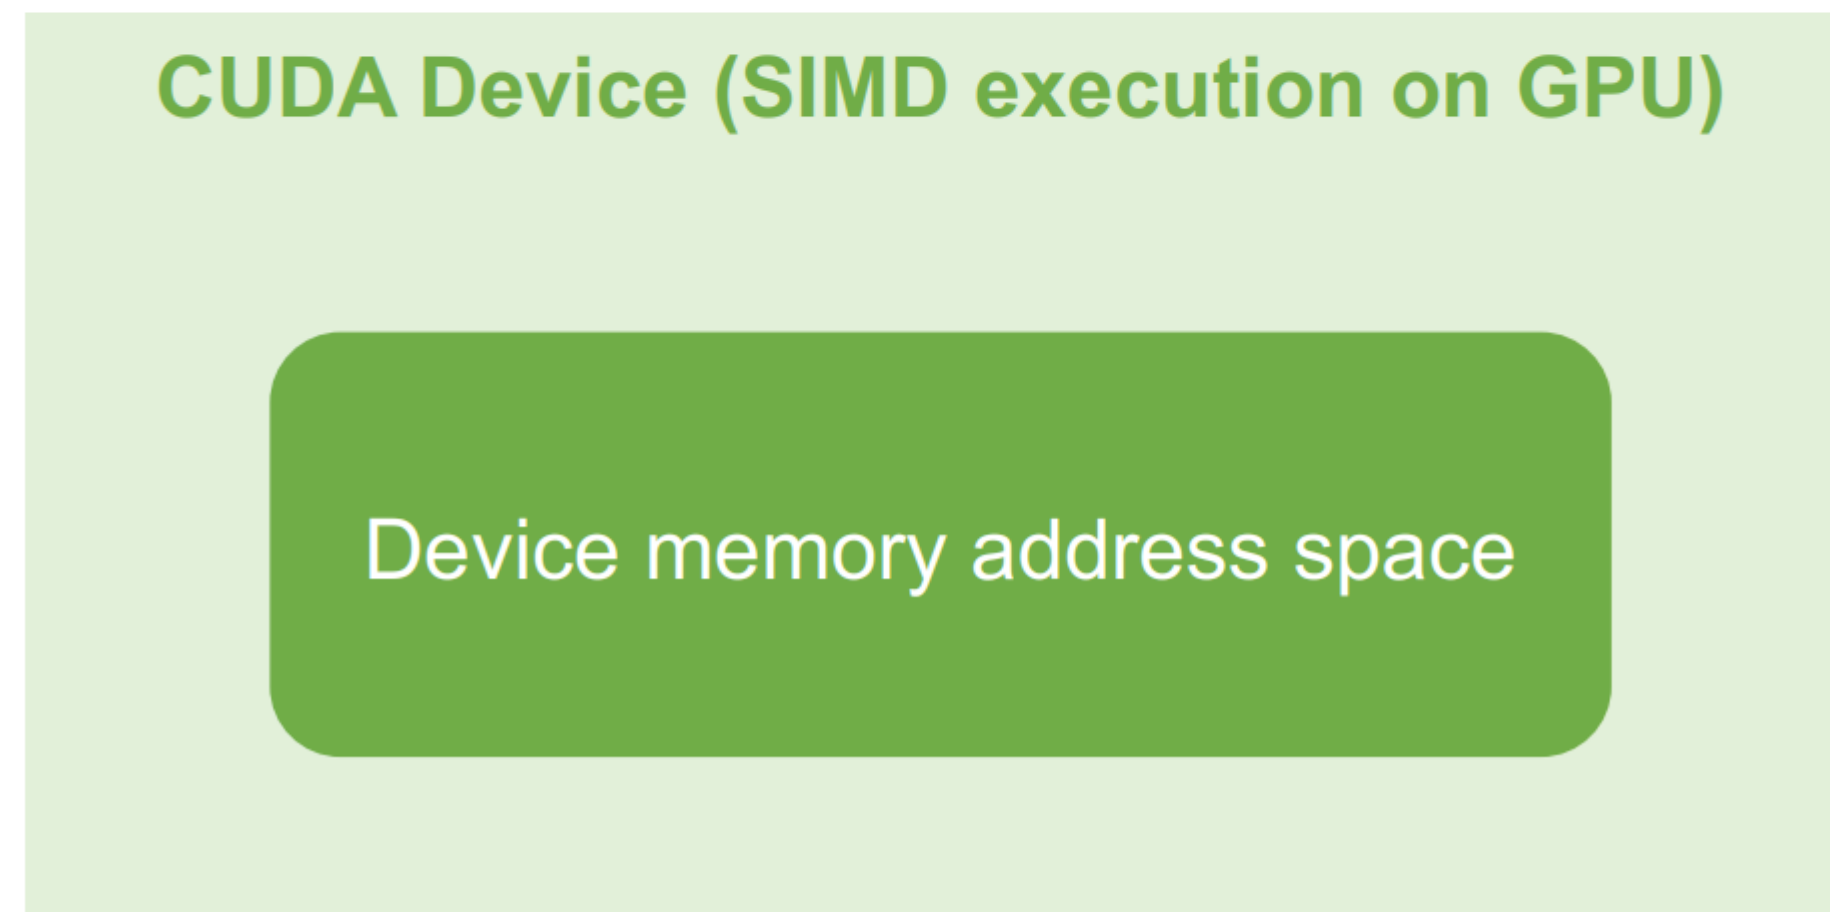 CUDA Device (SIMD execution on GPU)
Device memory address space